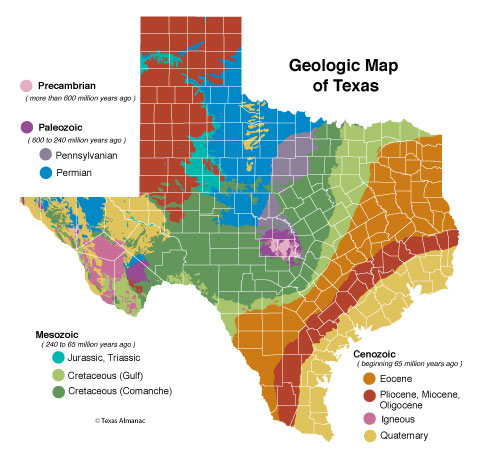 Geologic Map
of Texas
Precambrian
( more than 600 million years ago )
Paleozoic
( 600 to 240 million years ago )
Pennsylvanian
Permian
Mesozoic
( 240 to 65 million years ago )
Jurassic, Triassic
Cretaceous (Gulf)
Cretaceous (Comanche)
© Texas Almanac
Cenozoic
( beginning 65 million years ago )
Eocene
Pliocene, Miocene,
Oligocene
Igneous
Quaternary